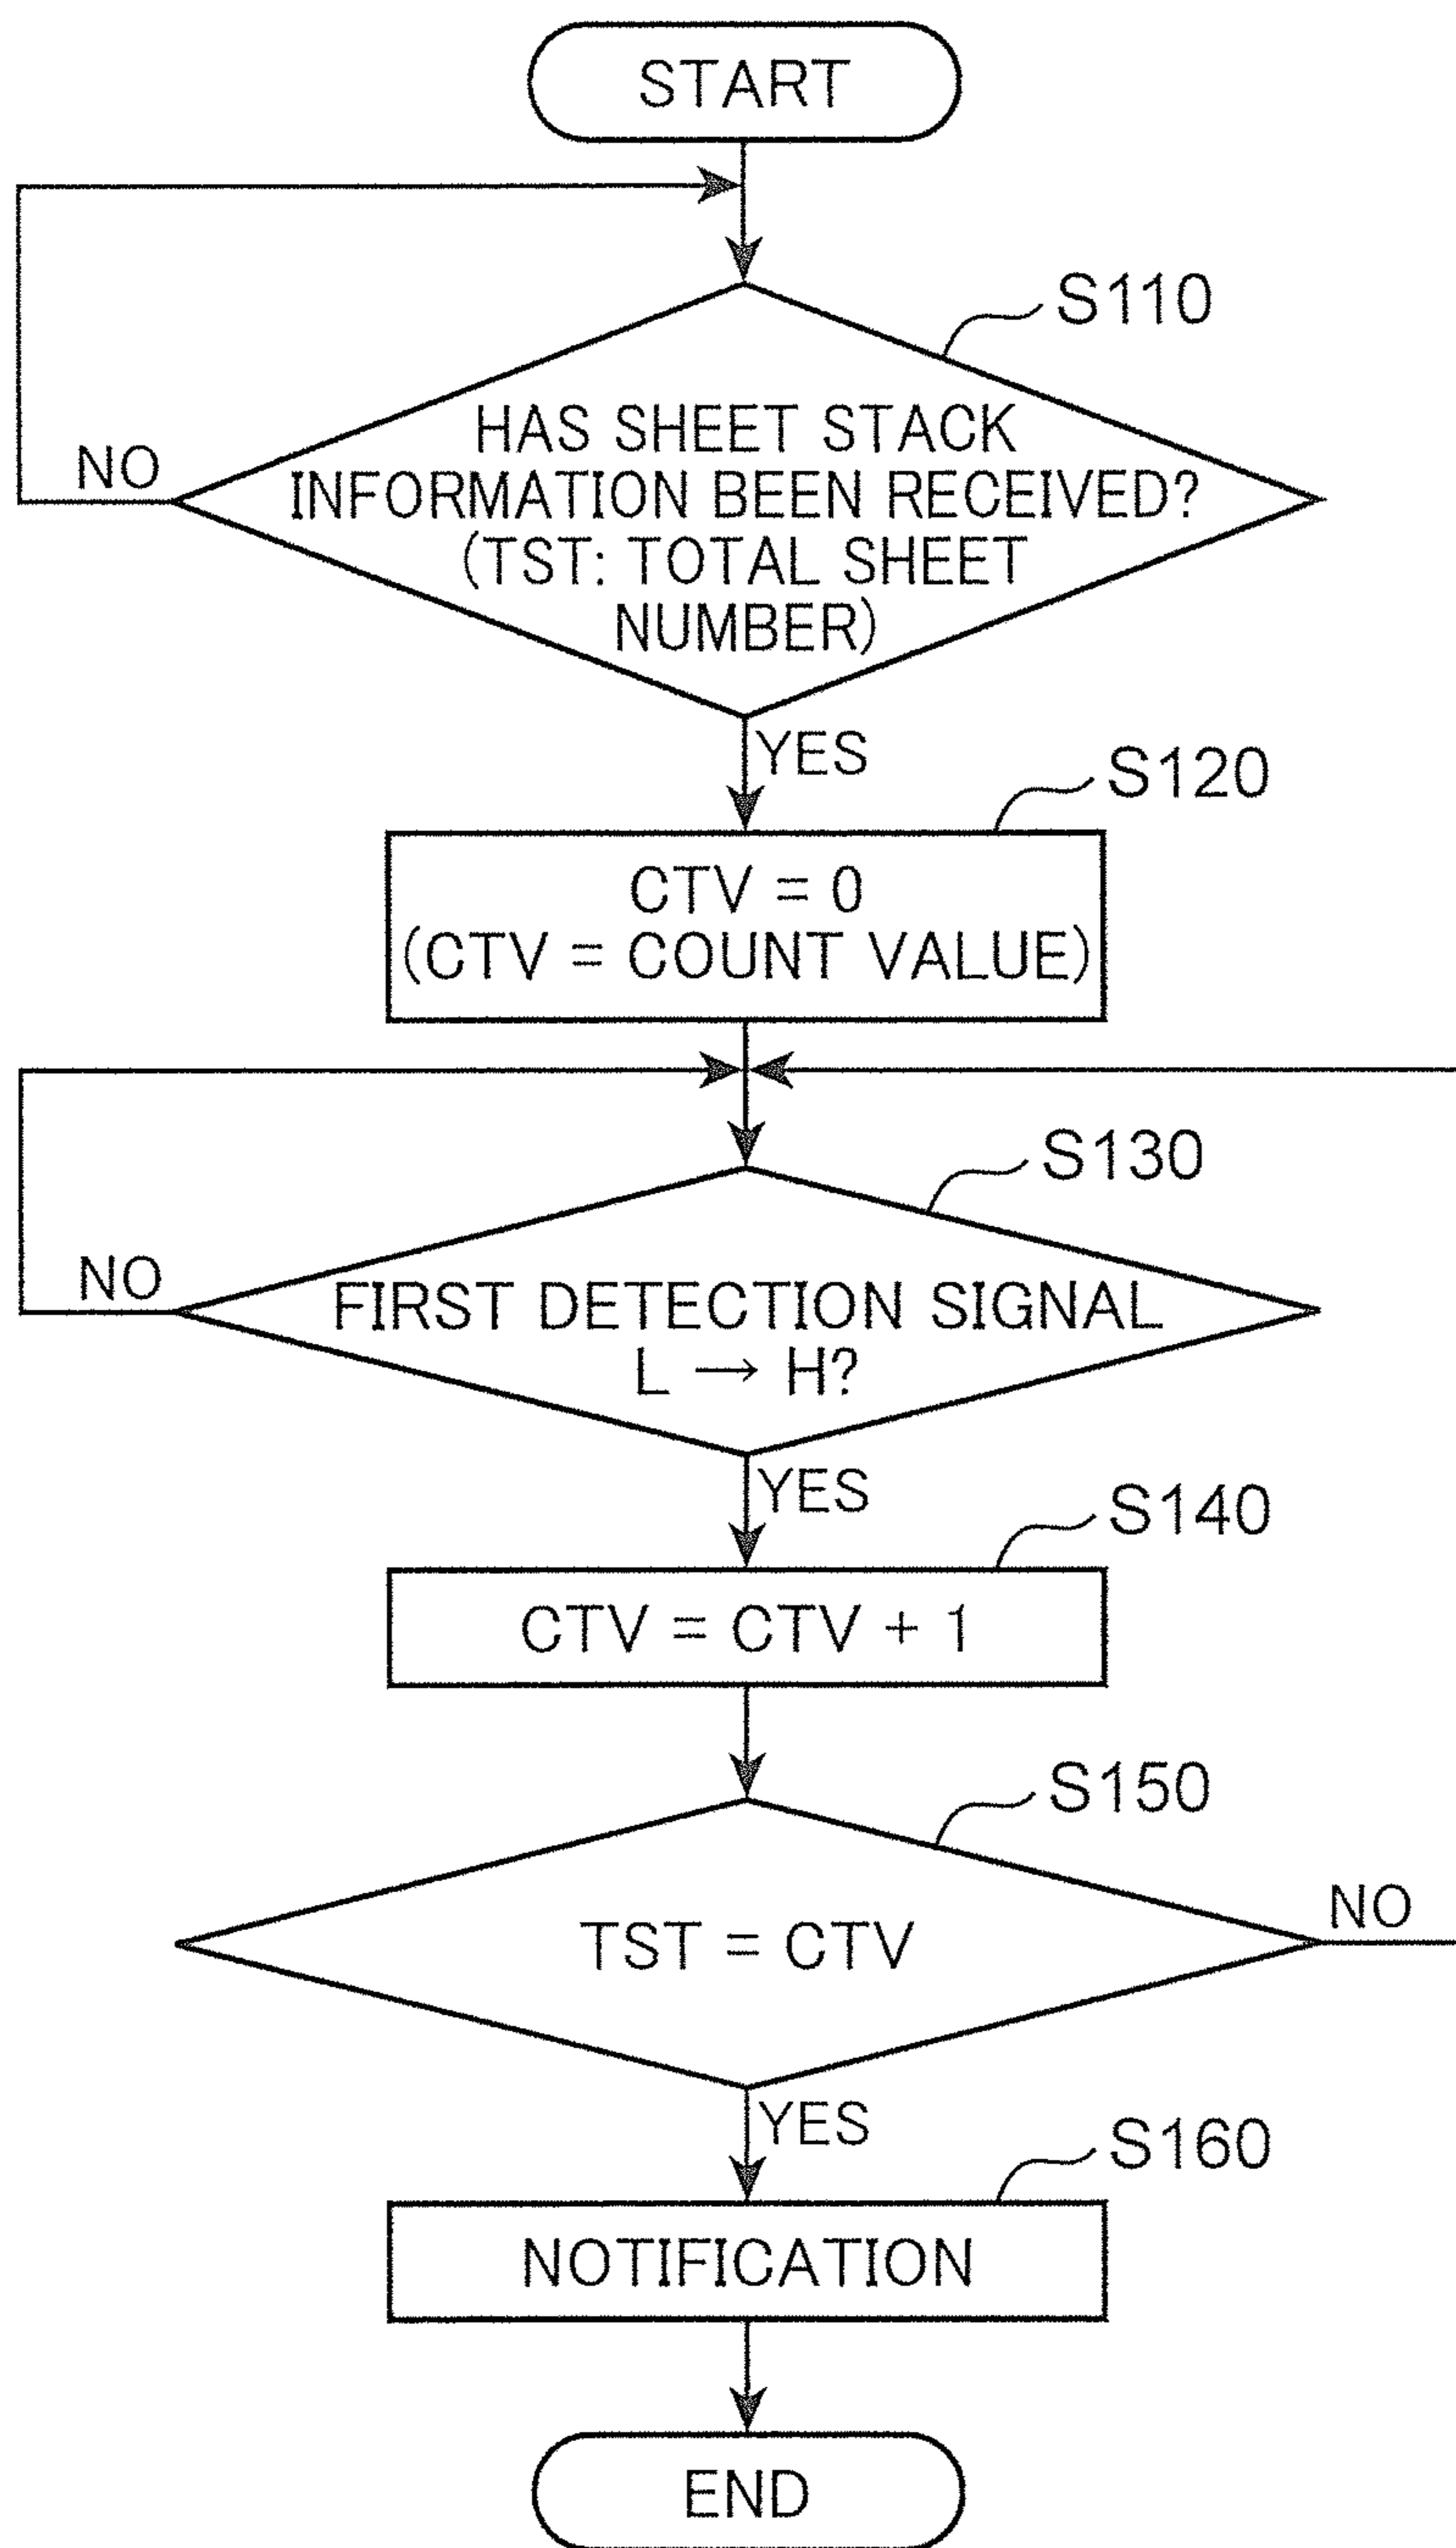 START
S110
HAS SHEET STACK
INFORMATION BEEN RECEIVED?
(TST: TOTAL SHEET
NUMBER)
NO
YES
S120
CTV = 0
(CTV = COUNT VALUE)
S130
FIRST DETECTION SIGNAL
L → H?
NO
YES
S140
CTV = CTV + 1
S150
TST = CTV
NO
YES
S160
NOTIFICATION
END